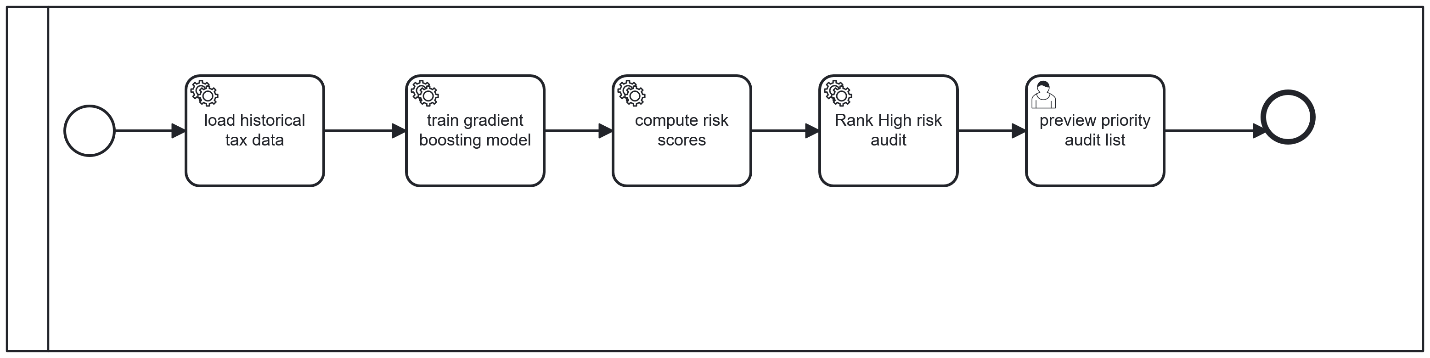 load historical
tax data
train gradient
boosting model
compute risk
scores
Rank High risk
audit
preview priority
audit list